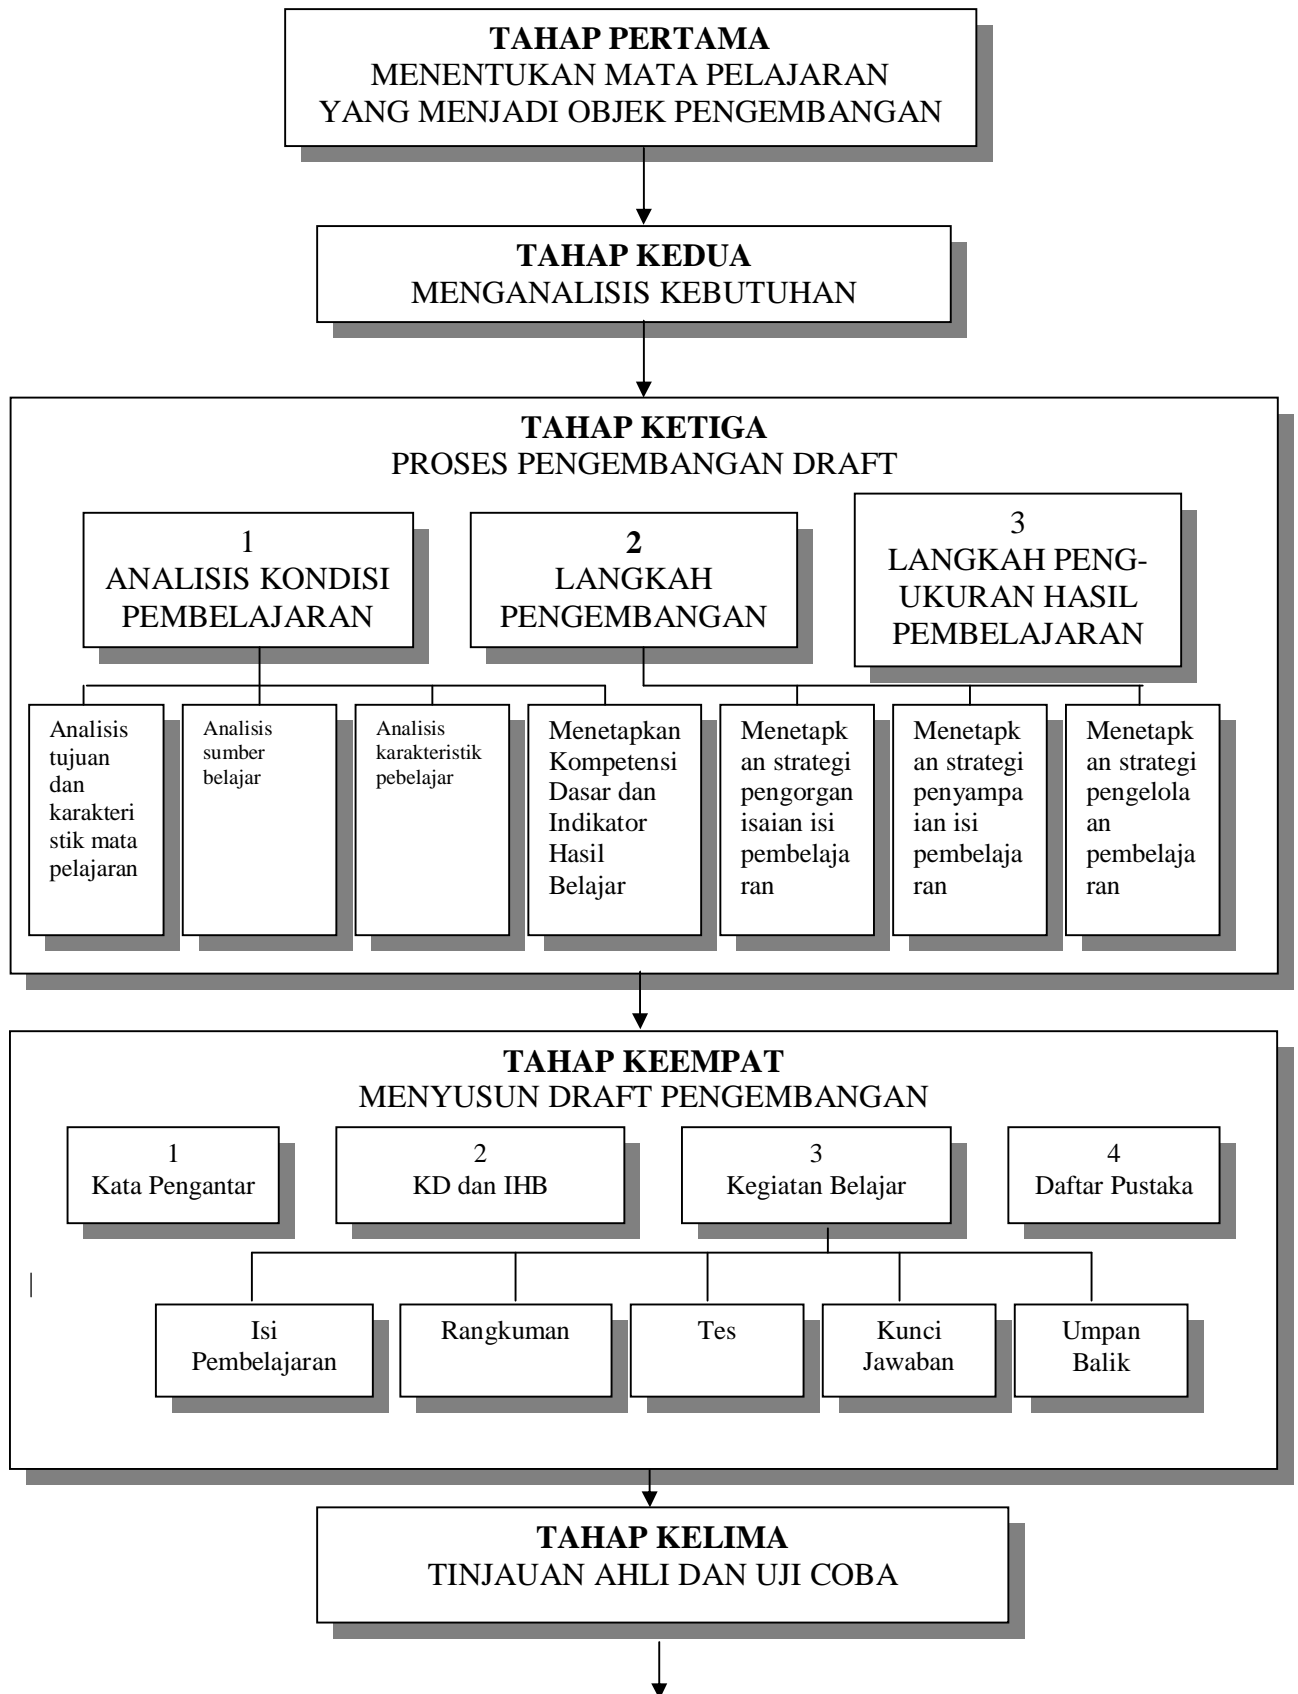 TAHAP PERTAMA
MENENTUKAN MATA PELAJARAN
YANG MENJADI OBJEK PENGEMBANGAN
TAHAP KEDUA
MENGANALISIS KEBUTUHAN
TAHAP KETIGA
PROSES PENGEMBANGAN DRAFT
1
ANALISIS KONDISI
PEMBELAJARAN
2
LANGKAH
PENGEMBANGAN
3
LANGKAH PENG-
UKURAN HASIL
PEMBELAJARAN
Analisis
tujuan
dan
karakteri
stik mata
pelajaran
Analisis
sumber
belajar
Analisis
karakteristik
pebelajar
Menetapkan
Kompetensi
Dasar dan
Indikator
Hasil
Belajar
Menetapk
an strategi
pengorgan
isaian isi
pembelaja
ran
Menetapk
an strategi
penyampa
ian isi
pembelaja
ran
Menetapk
an strategi
pengelola
an
pembelaja
ran
TAHAP KEEMPAT
MENYUSUN DRAFT PENGEMBANGAN
1
Kata Pengantar
2
KD dan IHB
3
Kegiatan Belajar
4
Daftar Pustaka
Isi
Pembelajaran
Rangkuman
Tes
Kunci
Jawaban
Umpan
Balik
TAHAP KELIMA
TINJAUAN AHLI DAN UJI COBA